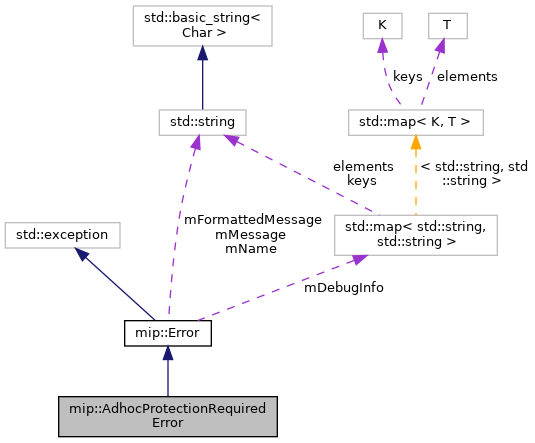 std::basic_string<
Char >
K
T
keys
elements
std::string
std::map< K, T >
elements
keys
< std::string, std
::string >
mFormattedMessage
mMessage
mName
std::map< std::string,
std::string >
std::exception
mDebugInfo
mip::Error
mip::AdhocProtectionRequired
Error